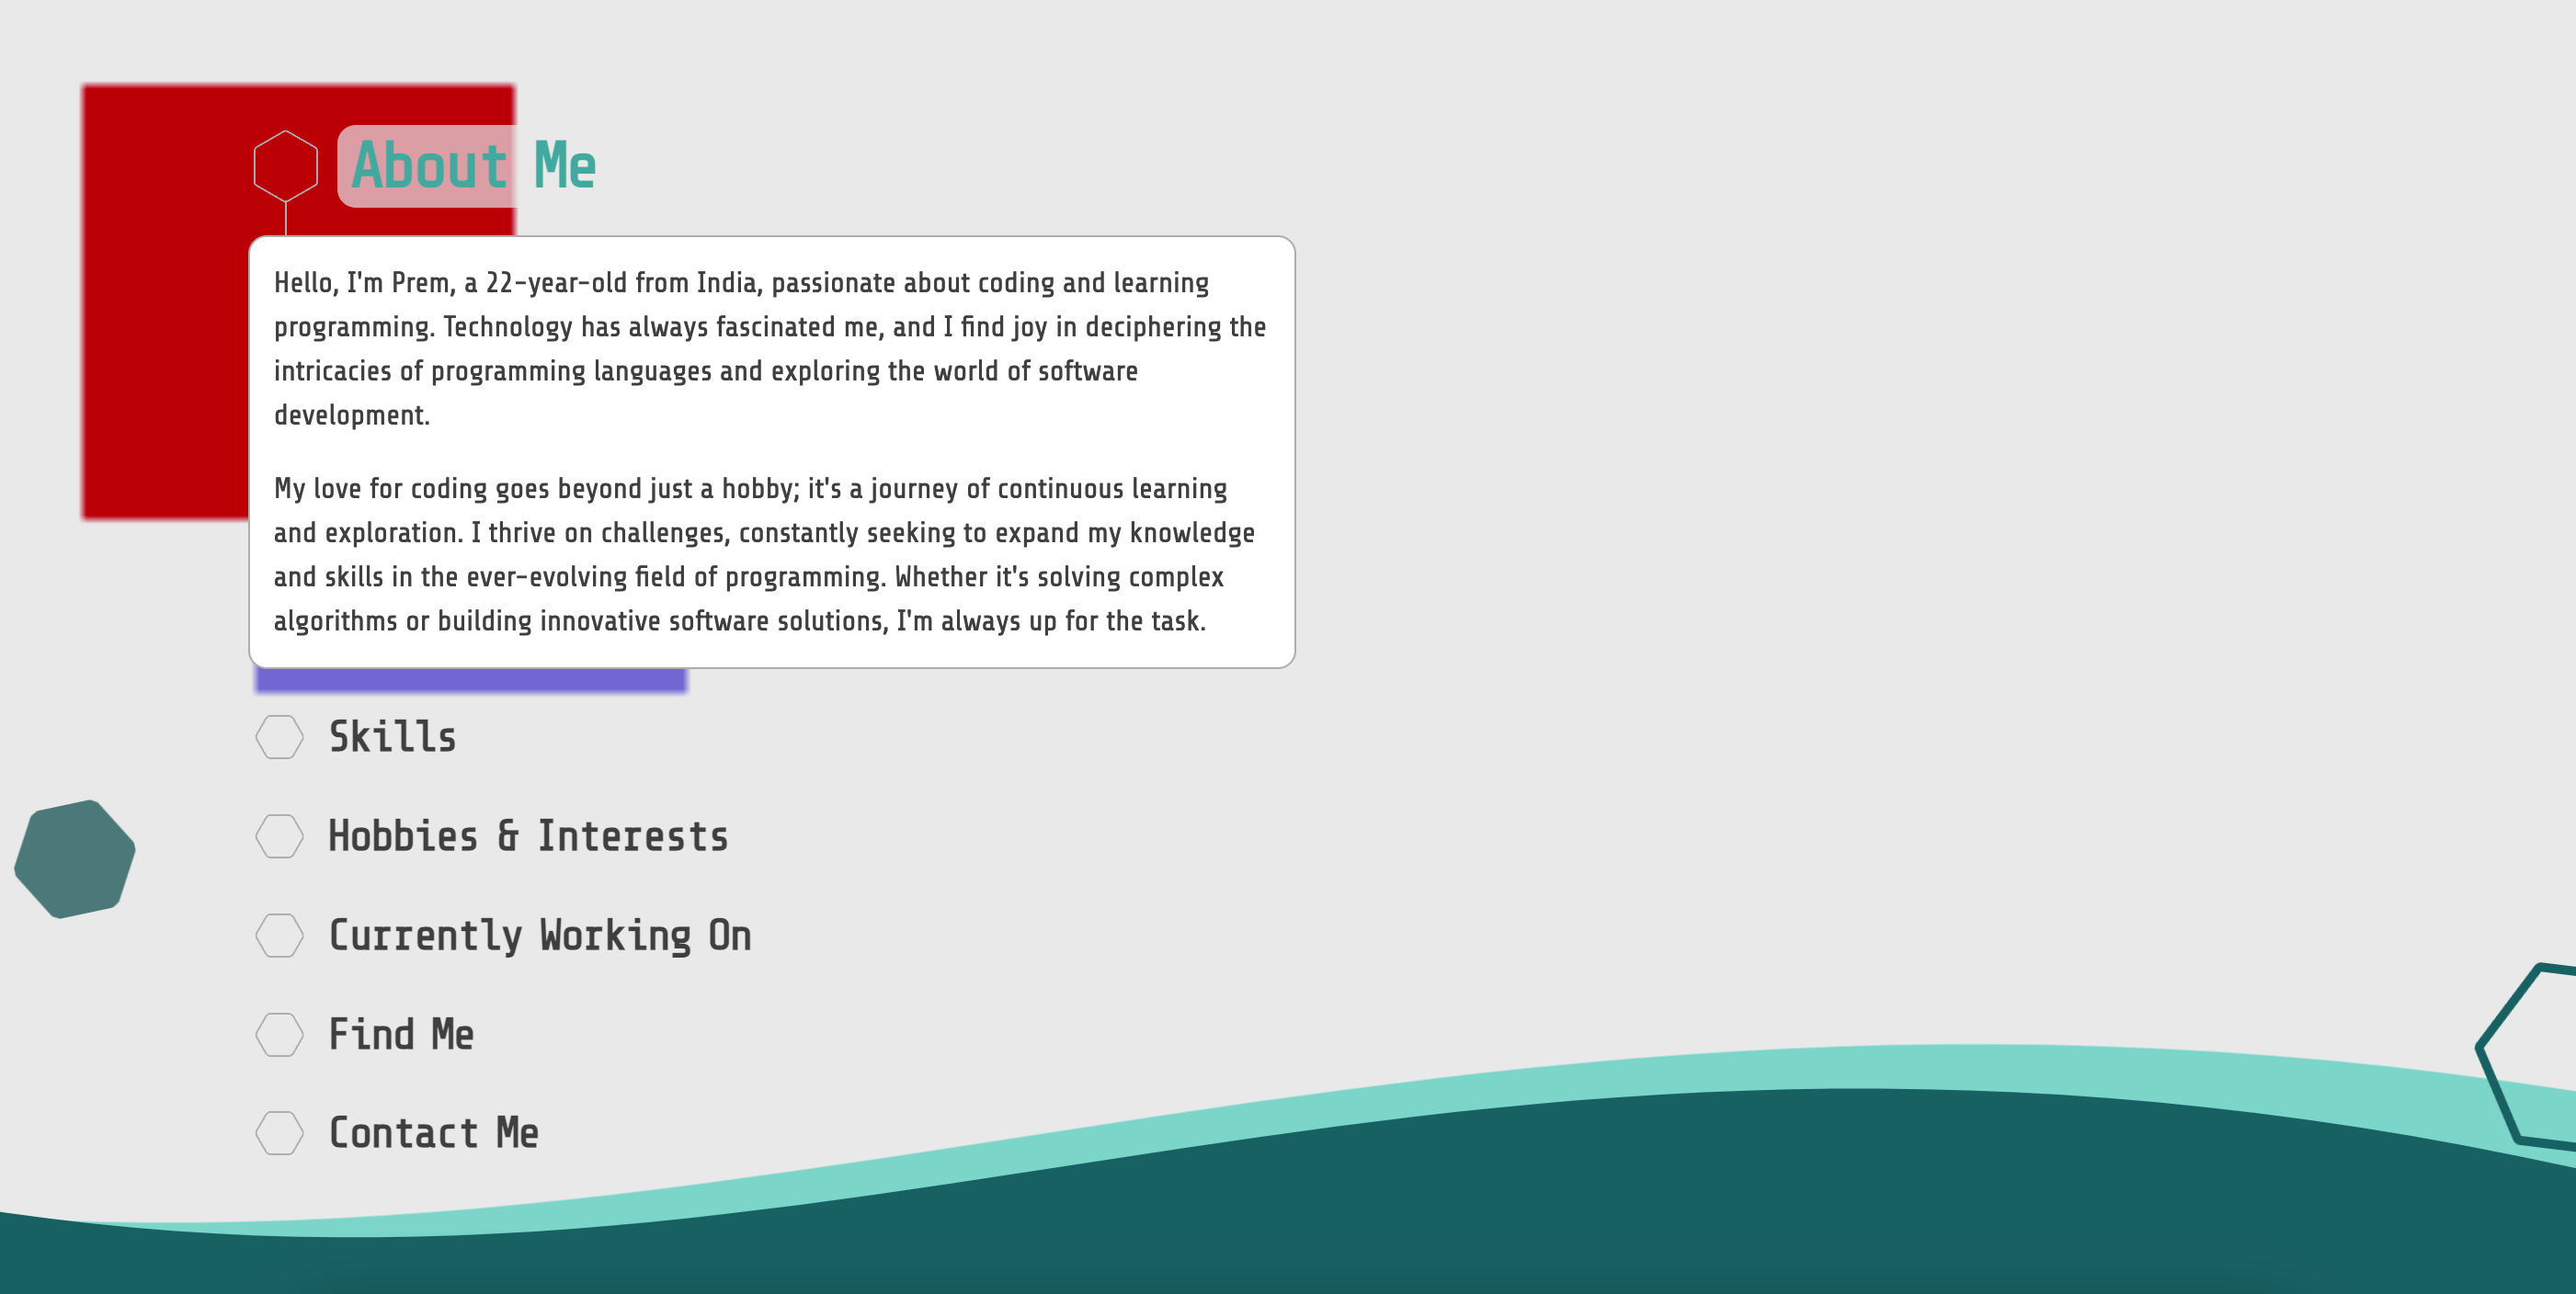 About Me
Hello, I'm Prem, a 22-year-old from India, passionate about coding and learning
programming. Technology has always fascinated me, and I find joy in deciphering the
intricacies of programming languages and exploring the world of software
development.
My love for coding goes beyond just a hobby; it's a journey of continuous learning
and exploration. I thrive on challenges, constantly seeking to expand my knowledge
and skills in the ever-evolving field of programming. Whether it's solving complex
algorithms or building innovative software solutions, I'm always up for the task.
Skills
Hobbies & Interests
Currently Working On
Find Me
Contact Me